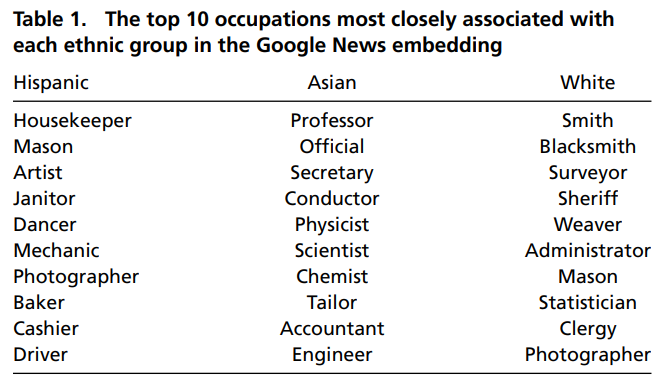 Table 1. The top 10 occupations most closely associated with
each ethnic group in the Google News embedding
Hispanic Asian White
Housekeeper Professor Smith
Mason Official Blacksmith
Artist Secretary Surveyor
Janitor Conductor Sheriff
Dancer Physicist Weaver
Mechanic Scientist Administrator
Photographer Chemist Mason
Baker Tailor Statistician
Cashier Accountant Clergy
Driver Engineer Photographer